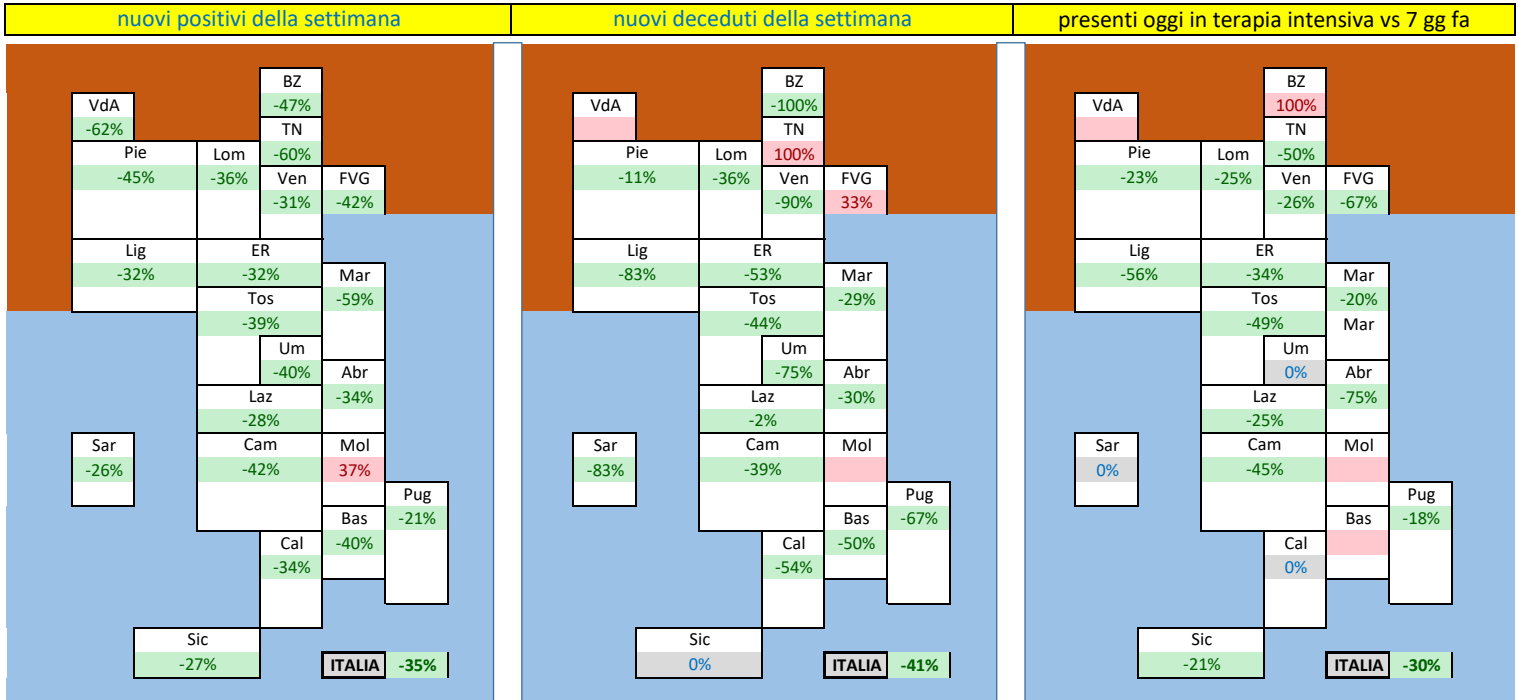 nuovi positivi della settimana
nuovi deceduti della settimana
presenti oggi in terapia intensiva vs 7 gg fa
BZ
-47%
VdA
-62%
TN
-60%
Pie
-45%
Lom
-36%
Ven
-31%
FVG
-42%
Lig
-32%
ER
-32%
Mar
-59%
Tos
-39%
Um
-40%
Abr
-34%
Laz
-28%
Sar
-26%
Cam
-42%
Mol
37%
Pug
-21%
Bas
-40%
Cal
-34%
Sic
-27%
ITALIA -35%
BZ
-100%
VdA
TN
100%
Pie
-11%
Lom
-36%
Ven
-90%
FVG
33%
Lig
-83%
ER
-53%
Mar
-29%
Tos
-44%
Um
-75%
Abr
-30%
Laz
-2%
Sar
-83%
Cam
-39%
Mol
Pug
-67%
Bas
-50%
Cal
-54%
Sic
0%
ITALIA -41%
BZ
100%
VdA
TN
-50%
Pie
-23%
Lom
-25%
Ven
-26%
FVG
-67%
Lig
-56%
ER
-34%
Mar
-20%
Tos
-49%
Mar
Um
0%
Abr
-75%
Laz
-25%
Sar
0%
Cam
-45%
Mol
Pug
-18%
Bas
Cal
0%
Sic
-21%
ITALIA -30%